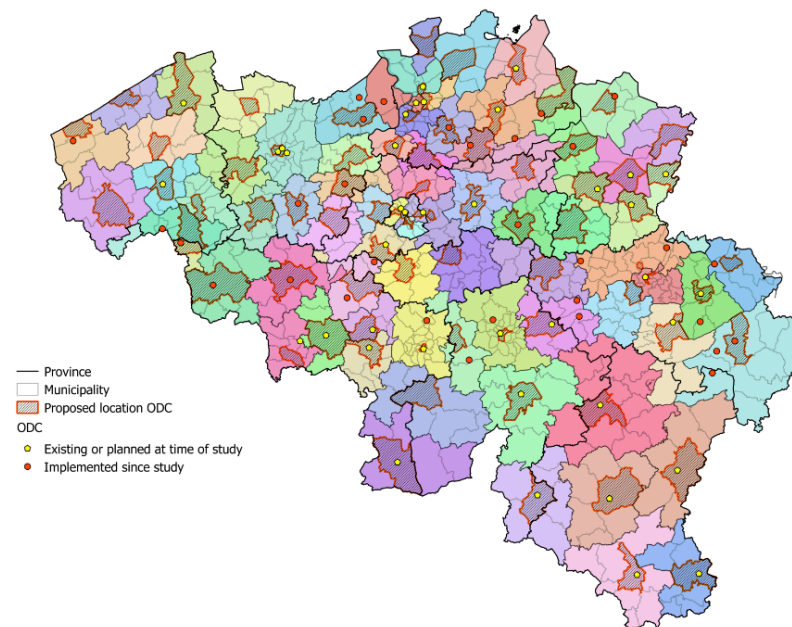 Province
Municipality
Proposed location ODC
ODC
Existing or planned at time of study
Implemented since study